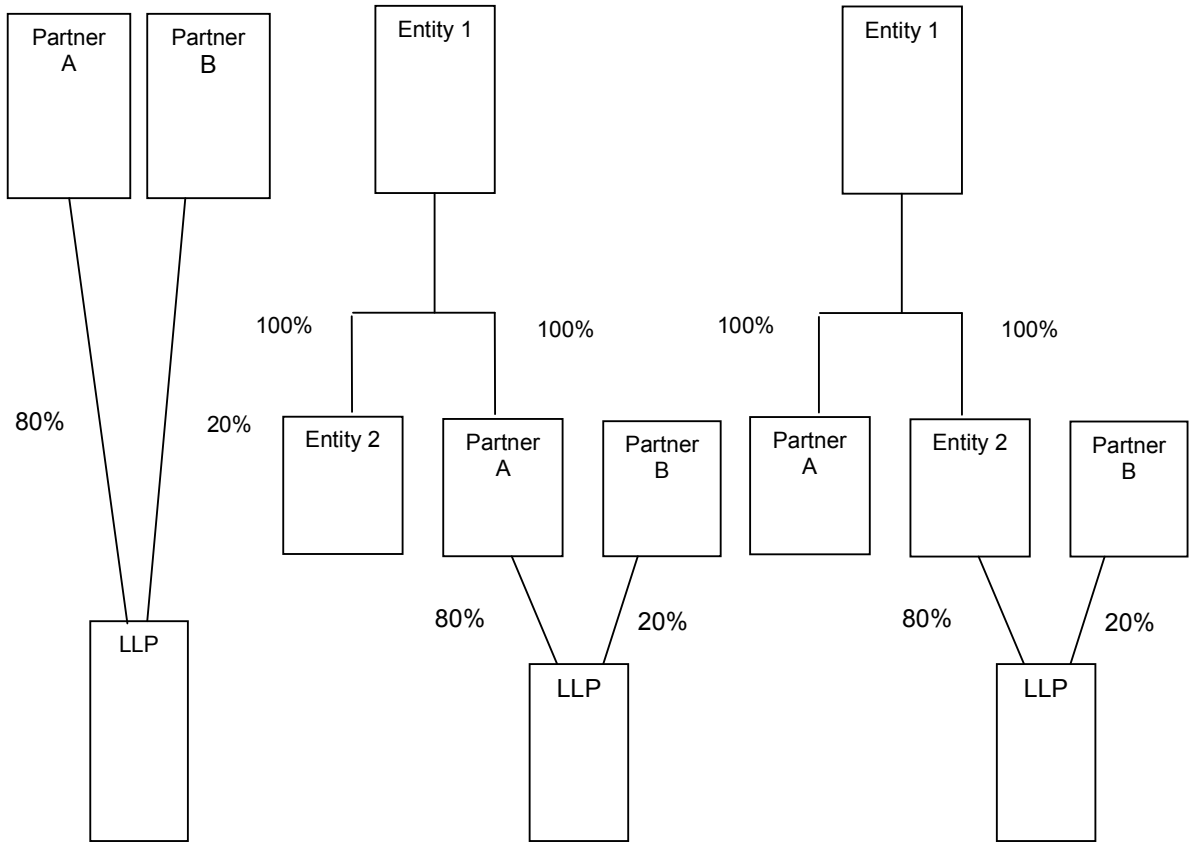 Partner
A
Partner
B
80%
20%
LLP
Entity 1
100%
100%
Entity 2
Partner
A
Partner
B
80%
20%
LLP
Entity 1
100%
100%
Partner
A
Entity 2
Partner
B
80%
20%
LLP